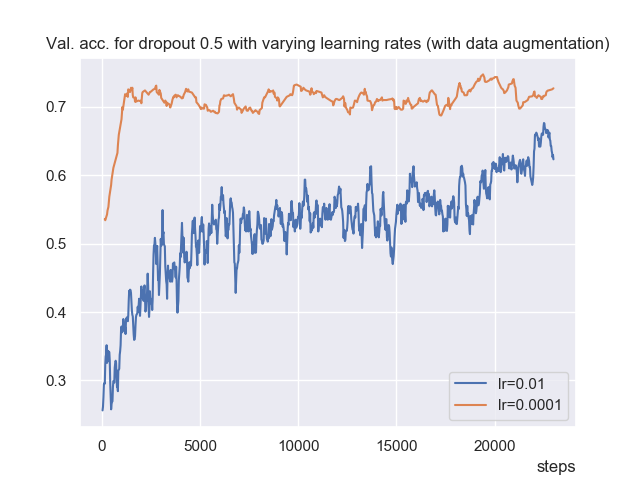 Val. acc. for dropout 0.5 with varying learning rates (with data augmentation)
0.7
0.6
0.5
0.4
0.3
lr=0.01
lr=0.0001
0 5000 10000 15000 20000
steps